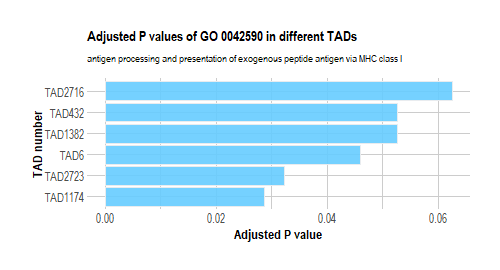 Adjusted P values of GO 0042590 in different TADs
antigen processing and presentation of exogenous peptide antigen via MHC class I
TAD number
TAD2716
TAD432
TAD1382
TAD6
TAD2723
TAD1174
0.00 0.02 0.04 0.06
Adjusted P value